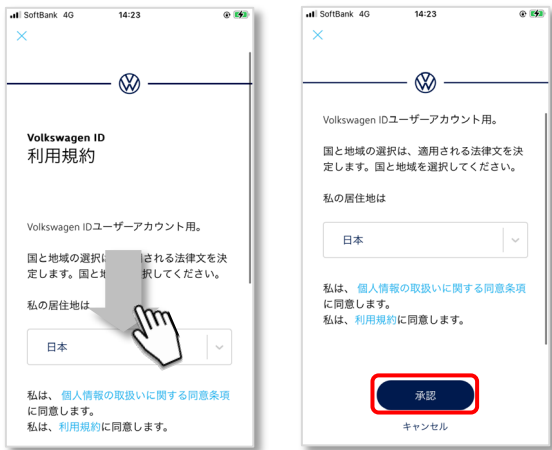 SoftBank 4G 14:23
Volkswagen ID
利用規約
Volkswagen IDユーザーアカウント用。
国と地域の選択 される法律文を決
定します。国と 択してください。
私の居住地は
日本
私は、 個人情報の取扱いに関する同意条項
に同意します。
私は、利用規約に同意します。
SoftBank 4G 14:23
Volkswagen IDユーザーアカウント用。
国と地域の選択は、適用される法律文を決
定します。国と地域を選択してください。
私の居住地は
日本
私は、 個人情報の取扱いに関する同意条項
に同意します。
私は、利用規約に同意します。
承認
キャンセル